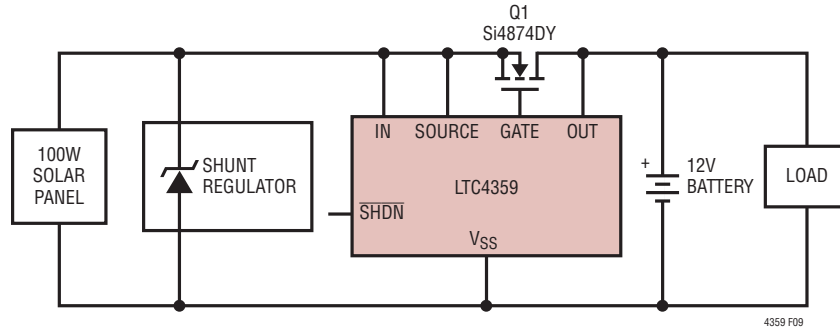 Q1
Si4874DY
IN SOURCE GATE OUT
100W
SOLAR
PANEL
SHUNT
REGULATOR
LTC4359
SHDN
VSS
+
12V
BATTERY
LOAD
4359 F09